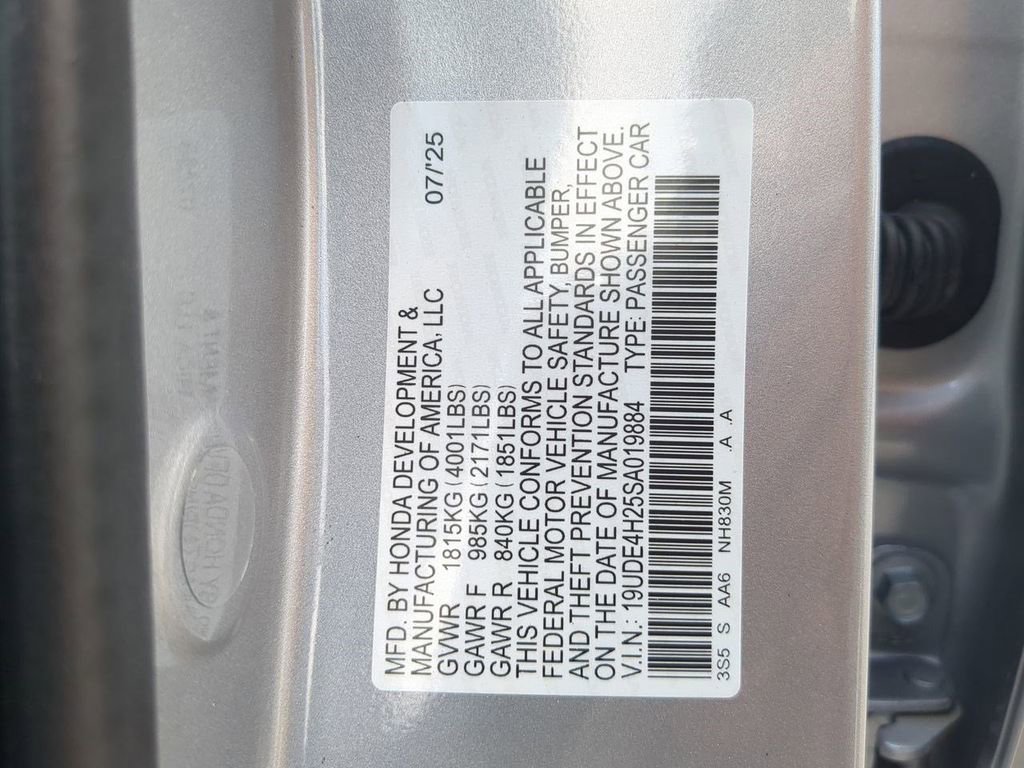 MFD. BY HONDA DEVELOPMENT &
MANUFACTURING OF AMERICA, LLC 07/'25
GVWR 1815KG (4001LBS)
GAWR F 985KG (2171LBS)
GAWR R 840KG (1851LBS)
THIS VEHICLE CONFORMS TO ALL APPLICABLE
FEDERAL MOTOR VEHICLE SAFETY, BUMPER,
AND THEFT PREVENTION STANDARDS IN EFFECT
ON THE DATE OF MANUFACTURE SHOWN ABOVE.
V.I.N.: 19UDE4H25SA019884 TYPE: PASSENGER CAR
3S5 S AA6 NH830M .A .A